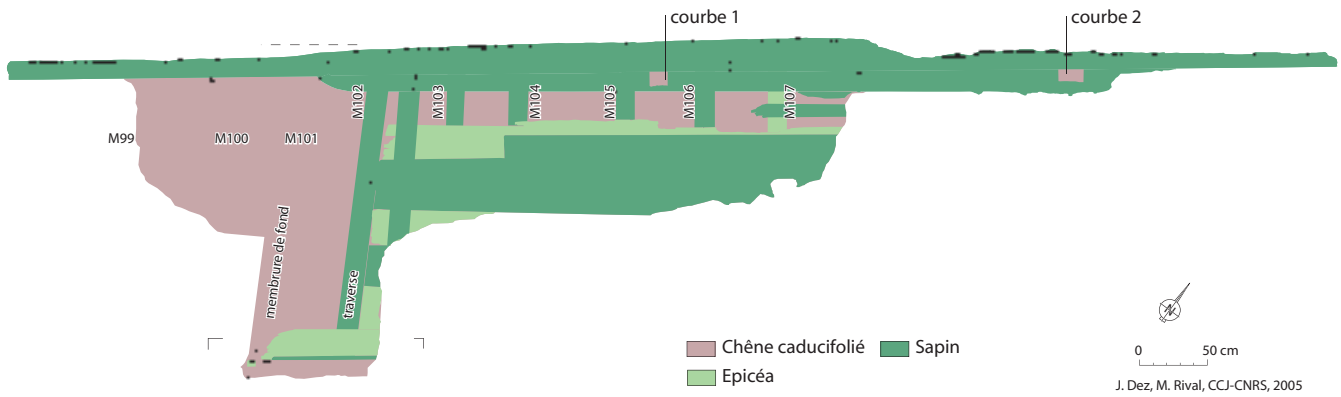 courbe 1
courbe 2
M102
M103
M104
M105
M106
M107
M99
M100
M101
membrure de fond
traverse
N
Chêne caducifolié
Sapin
Epicéa
0
50 cm
J. Dez, M. Rival, CCJ-CNRS, 2005